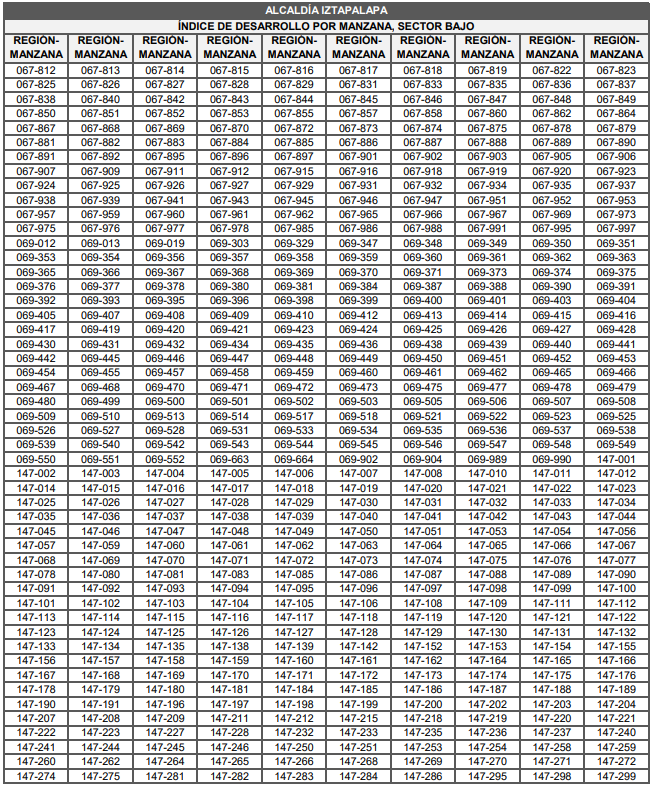 ALCALDÍA IZTAPALAPA
ÍNDICE DE DESARROLLO POR MANZANA, SECTOR BAJO
REGIÓN-MANZANA REGIÓN-MANZANA REGIÓN-MANZANA REGIÓN-MANZANA REGIÓN-MANZANA REGIÓN-MANZANA REGIÓN-MANZANA REGIÓN-MANZANA REGIÓN-MANZANA REGIÓN-MANZANA
067-812 067-813 067-814 067-815 067-816 067-817 067-818 067-819 067-822 067-823
067-825 067-826 067-827 067-828 067-829 067-831 067-833 067-835 067-836 067-837
067-838 067-840 067-842 067-843 067-844 067-845 067-846 067-847 067-848 067-849
067-850 067-851 067-852 067-853 067-855 067-857 067-858 067-860 067-862 067-864
067-867 067-868 067-869 067-870 067-872 067-873 067-874 067-875 067-878 067-879
067-881 067-882 067-883 067-884 067-885 067-886 067-887 067-888 067-889 067-890
067-891 067-892 067-895 067-896 067-897 067-901 067-902 067-903 067-905 067-906
067-907 067-909 067-911 067-912 067-915 067-916 067-918 067-919 067-920 067-923
067-924 067-925 067-926 067-927 067-929 067-931 067-932 067-934 067-935 067-937
067-938 067-939 067-941 067-943 067-945 067-946 067-947 067-951 067-952 067-953
067-957 067-959 067-960 067-961 067-962 067-965 067-966 067-967 067-969 067-973
067-975 067-976 067-977 067-978 067-985 067-986 067-988 067-991 067-995 067-997
069-012 069-013 069-019 069-303 069-329 069-347 069-348 069-349 069-350 069-351
069-353 069-354 069-356 069-357 069-358 069-359 069-360 069-361 069-362 069-363
069-365 069-366 069-367 069-368 069-369 069-370 069-371 069-373 069-374 069-375
069-376 069-377 069-378 069-380 069-381 069-384 069-387 069-388 069-390 069-391
069-392 069-393 069-395 069-396 069-398 069-399 069-400 069-401 069-403 069-404
069-405 069-407 069-408 069-409 069-410 069-412 069-413 069-414 069-415 069-416
069-417 069-419 069-420 069-421 069-423 069-424 069-425 069-426 069-427 069-428
069-430 069-431 069-432 069-434 069-435 069-436 069-438 069-439 069-440 069-441
069-442 069-445 069-446 069-447 069-448 069-449 069-450 069-451 069-452 069-453
069-454 069-455 069-457 069-458 069-459 069-460 069-461 069-462 069-465 069-466
069-467 069-468 069-470 069-471 069-472 069-473 069-475 069-477 069-478 069-479
069-480 069-499 069-500 069-501 069-502 069-503 069-505 069-506 069-507 069-508
069-509 069-510 069-513 069-514 069-517 069-518 069-521 069-522 069-523 069-525
069-526 069-527 069-528 069-531 069-533 069-534 069-535 069-536 069-537 069-538
069-539 069-540 069-542 069-543 069-544 069-545 069-546 069-547 069-548 069-549
069-550 069-551 069-552 069-663 069-664 069-902 069-904 069-989 069-990 147-001
147-002 147-003 147-004 147-005 147-006 147-007 147-008 147-010 147-011 147-012
147-014 147-015 147-016 147-017 147-018 147-019 147-020 147-021 147-022 147-023
147-025 147-026 147-027 147-028 147-029 147-030 147-031 147-032 147-033 147-034
147-035 147-036 147-037 147-038 147-039 147-040 147-041 147-042 147-043 147-044
147-045 147-046 147-047 147-048 147-049 147-050 147-051 147-053 147-054 147-056
147-057 147-059 147-060 147-061 147-062 147-063 147-064 147-065 147-066 147-067
147-068 147-069 147-070 147-071 147-072 147-073 147-074 147-075 147-076 147-077
147-078 147-080 147-081 147-083 147-085 147-086 147-087 147-088 147-089 147-090
147-091 147-092 147-093 147-094 147-095 147-096 147-097 147-098 147-099 147-100
147-101 147-102 147-103 147-104 147-105 147-106 147-108 147-109 147-111 147-112
147-113 147-114 147-115 147-116 147-117 147-118 147-119 147-120 147-121 147-122
147-123 147-124 147-125 147-126 147-127 147-128 147-129 147-130 147-131 147-132
147-133 147-134 147-135 147-138 147-139 147-142 147-152 147-153 147-154 147-155
147-156 147-157 147-158 147-159 147-160 147-161 147-162 147-164 147-165 147-166
147-167 147-168 147-169 147-170 147-171 147-172 147-173 147-174 147-175 147-176
147-178 147-179 147-180 147-181 147-184 147-185 147-186 147-187 147-188 147-189
147-190 147-191 147-196 147-197 147-198 147-199 147-200 147-202 147-203 147-204
147-207 147-208 147-209 147-211 147-212 147-215 147-218 147-219 147-220 147-221
147-222 147-223 147-227 147-228 147-232 147-233 147-235 147-236 147-237 147-240
147-241 147-244 147-245 147-246 147-250 147-251 147-253 147-254 147-258 147-259
147-260 147-262 147-264 147-265 147-266 147-268 147-269 147-270 147-271 147-272
147-274 147-275 147-281 147-282 147-283 147-284 147-286 147-295 147-298 147-299